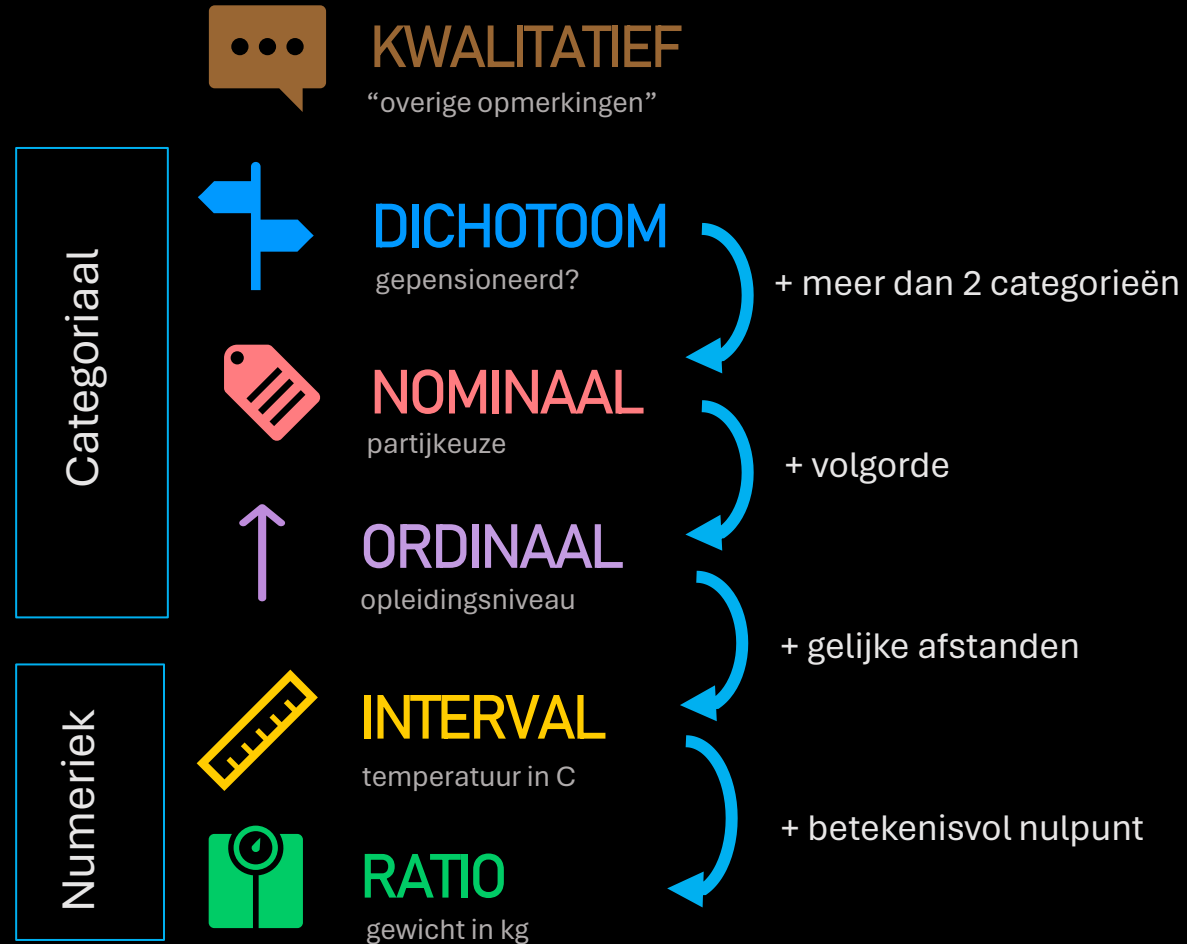 KWALITATIEF
“overige opmerkingen”
Categoriaal
DICHOTOOM
gepensioneerd?
+ meer dan 2 categorieën
NOMINAAL
partijkeuze
+ volgorde
ORDINAAL
opleidingsniveau
+ gelijke afstanden
Numeriek
INTERVAL
temperatuur in C
+ betekenisvol nulpunt
RATIO
gewicht in kg